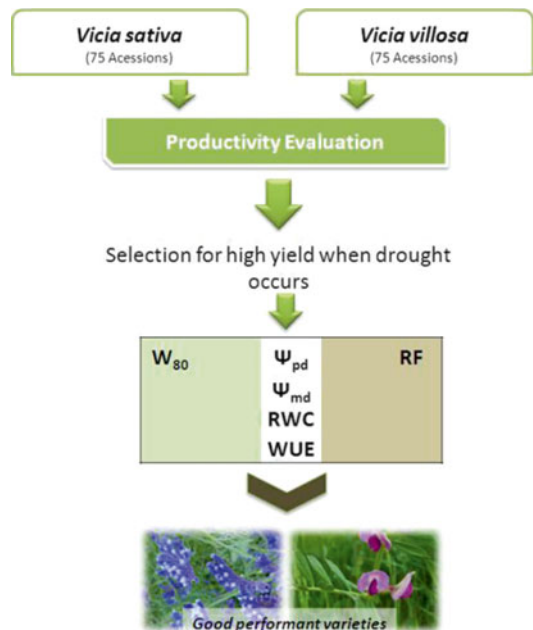 Vicia sativa
(75 Acessions)
Vicia villosa
(75 Acessions)
Productivity Evaluation
Selection for high yield when drought
occurs
W80
Ψpd
Ψmd
RWC
WUE
RF
Good performant varieties